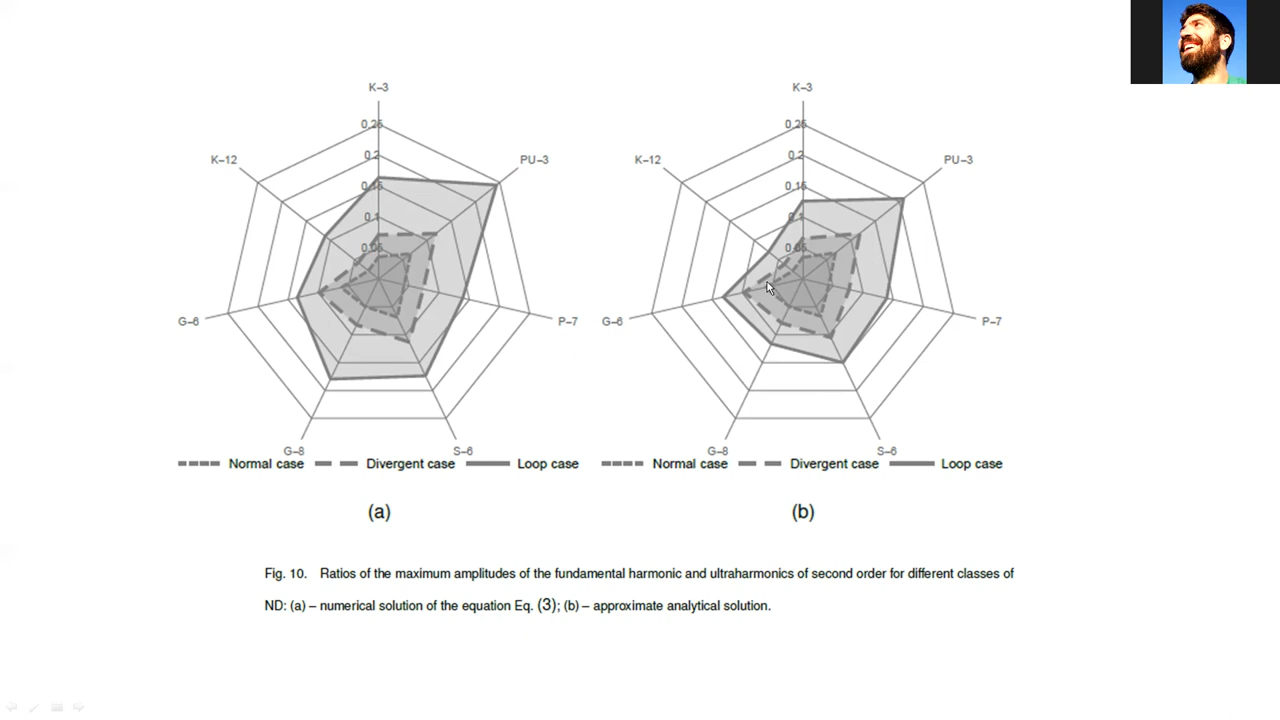 K–3
K–3
0,25
0,25
K–12
PU–3
K–12
PU–3
0,2
0,2
0,15
0,15
0,1
0,1
0,05
0,05
G–6
P–7
G–6
P–7
G–8
S–6
G–8
S–6
Normal case Divergent case Loop case
Normal case Divergent case Loop case
(a)
(b)
Fig. 10. Ratios of the maximum amplitudes of the fundamental harmonic and ultraharmonics of second order for different classes of
ND: (a) – numerical solution of the equation Eq. (3); (b) – approximate analytical solution.